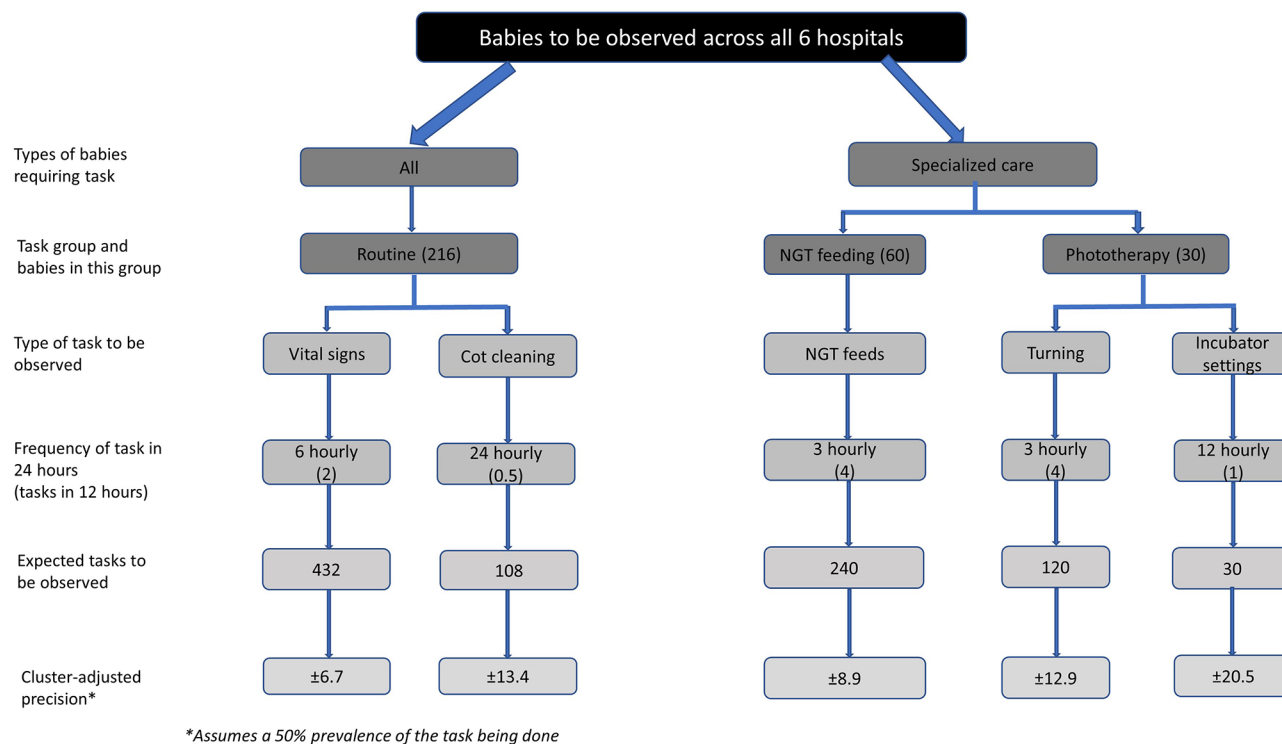 Babies to be observed across all 6 hospitals
Types of babies
requiring task
All
Specialized care
Task group and
babies in this group
Routine (216)
NGT feeding (60)
Phototherapy (30)
Type of task to be
observed
Vital signs
Cot cleaning
NGT feeds
Turning
Incubator
settings
Frequency of task in
24 hours
(tasks in 12 hours)
6 hourly
(2)
24 hourly
(0.5)
3 hourly
(4)
3 hourly
(4)
12 hourly
(1)
Expected tasks to
be observed
432
108
240
120
30
Cluster-adjusted
precision*
±6.7
±13.4
±8.9
±12.9
±20.5
*Assumes a 50% prevalence of the task being done